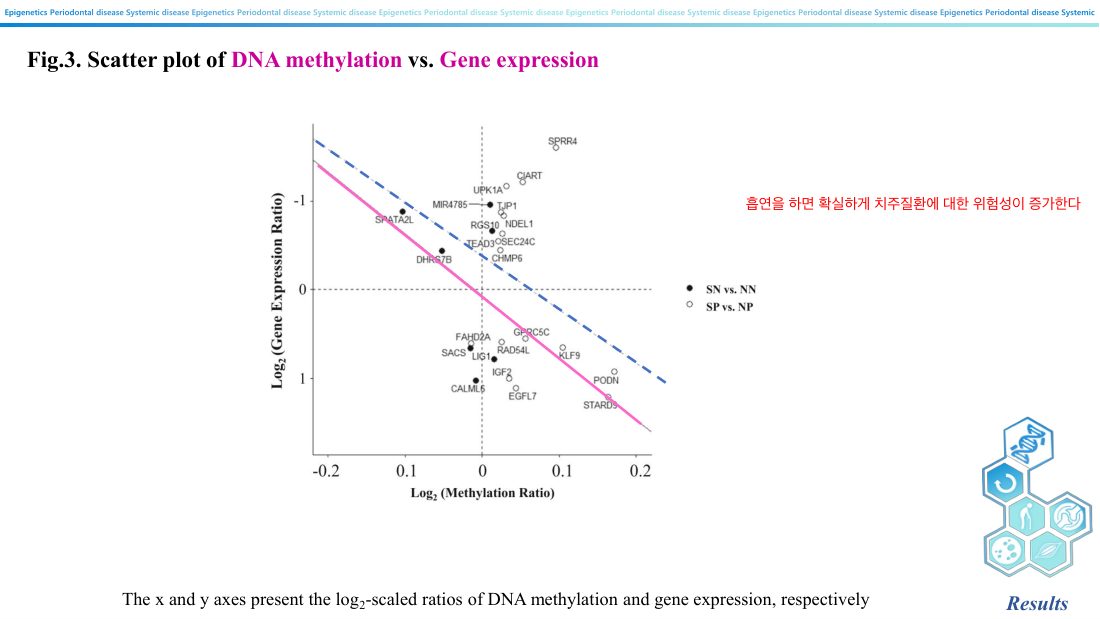 Epigenetics Periodontal disease Systemic disease Epigenetics Periodontal disease Systemic disease Epigenetics Periodontal disease Systemic disease Epigenetics Periodontal disease Systemic disease Epigenetics Periodontal disease Systemic disease Epigenetics Periodontal disease Systemic
Fig.3. Scatter plot of DNA methylation vs. Gene expression
SPRR4
CIART
UPK1A
MIR4785
TJP1
SPATA2L
RGS10
NDEL1
TEAD3
SEC24C
DHRS7B
CHMP6
흡연을 하면 확실하게 치주질환에 대한 위험성이 증가한다
-1
0
1
Log2 (Gene Expression Ratio)
SN vs. NN
SP vs. NP
FAHD2A
GPRC5C
SACS
LIG1
RAD54L
KLF9
IGF2
PODN
CALML6
EGFL7
STARD9
-0.2
0.1
0
0.1
0.2
Log2 (Methylation Ratio)
The x and y axes present the log2-scaled ratios of DNA methylation and gene expression, respectively
Results